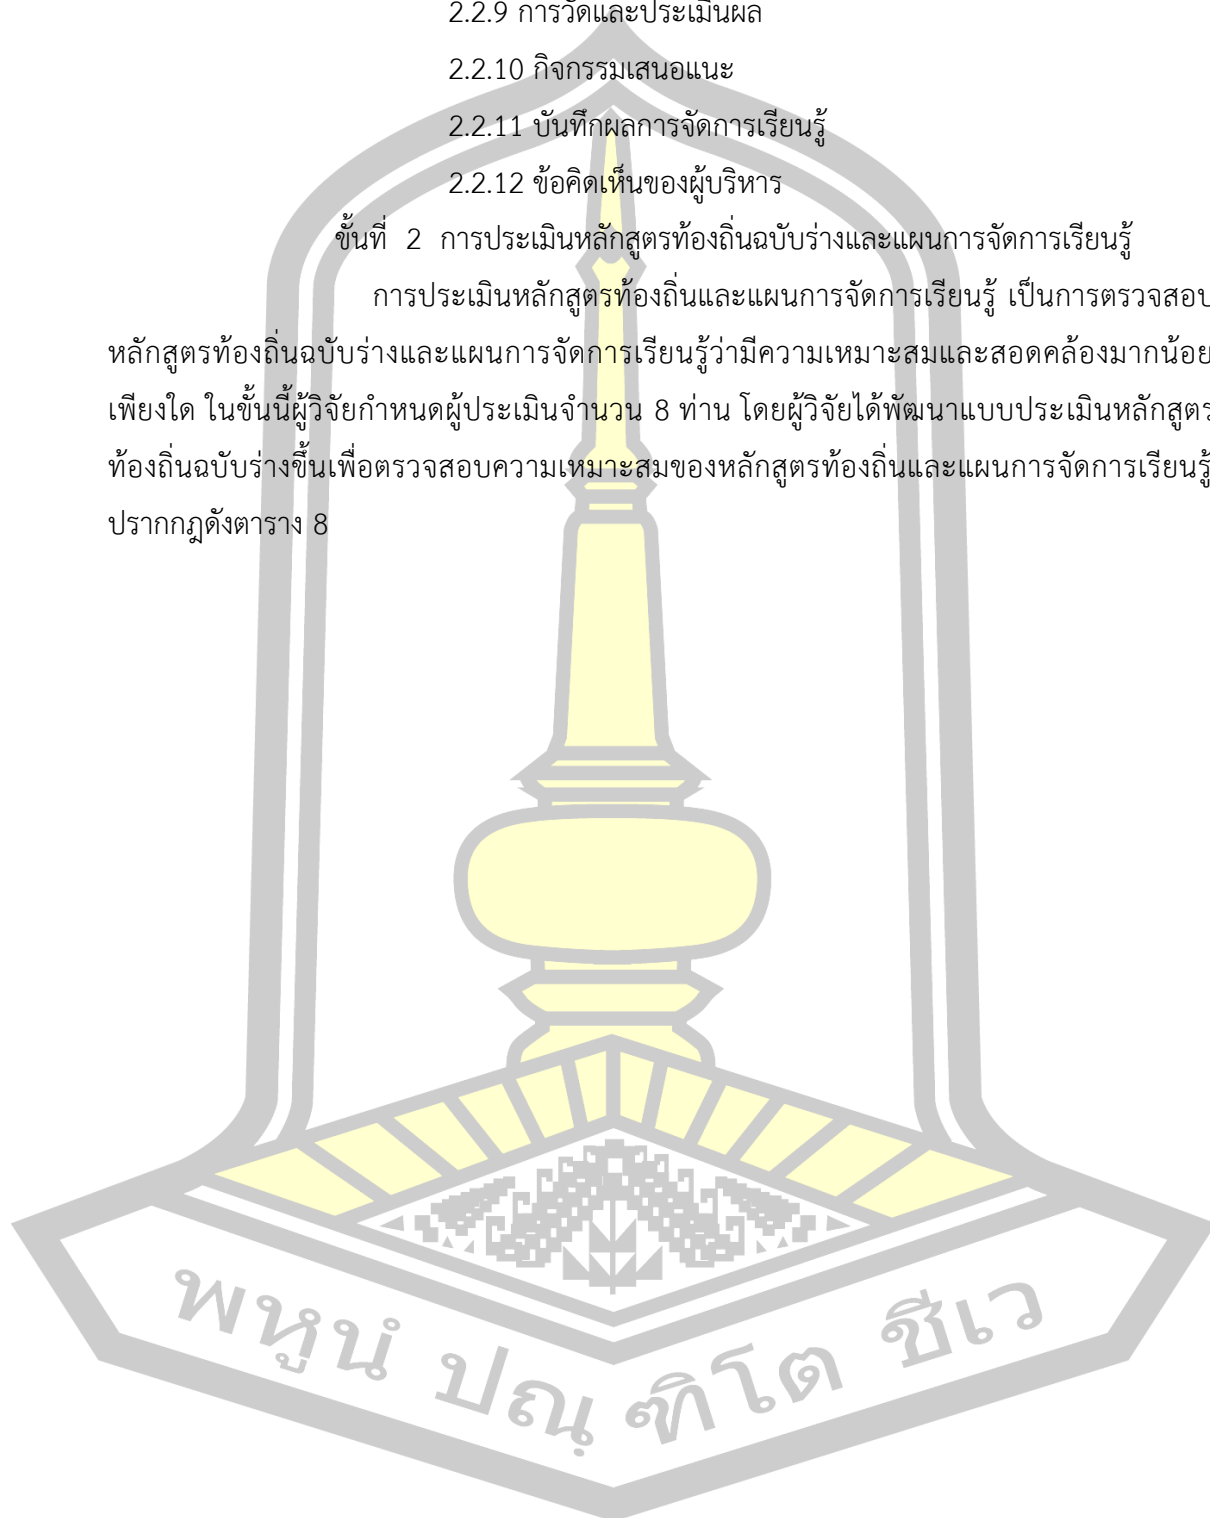 2.2.9 การวัดและประเมินผล
2.2.10 กิจกรรมเสนอแนะ
2.2.11 บันทึกผลการจัดการเรียนรู้
2.2.12 ข้อคิดเห็นของผู้บริหาร
ขั้นที่ 2 การประเมินหลักสูตรท้องถิ่นฉบับร่างและแผนการจัดการเรียนรู้
การประเมินหลักสูตรท้องถิ่นและแผนการจัดการเรียนรู้ เป็นการตรวจสอบ
หลักสูตรท้องถิ่นฉบับร่างและแผนการจัดการเรียนรู้ว่ามีความเหมาะสมและสอดคล้องมากน้อย
เพียงใด ในขั้นนี้ผู้วิจัยกำหนดผู้ประเมินจำนวน 8 ท่าน โดยผู้วิจัยได้พัฒนาแบบประเมินหลักสูตร
ท้องถิ่นฉบับร่างขึ้นเพื่อตรวจสอบความเหมาะสมของหลักสูตรท้องถิ่นและแผนการจัดการเรียนรู้
ปรากกฎดังตาราง 8
พหูนํ ปณฺฑิโต ชีเว